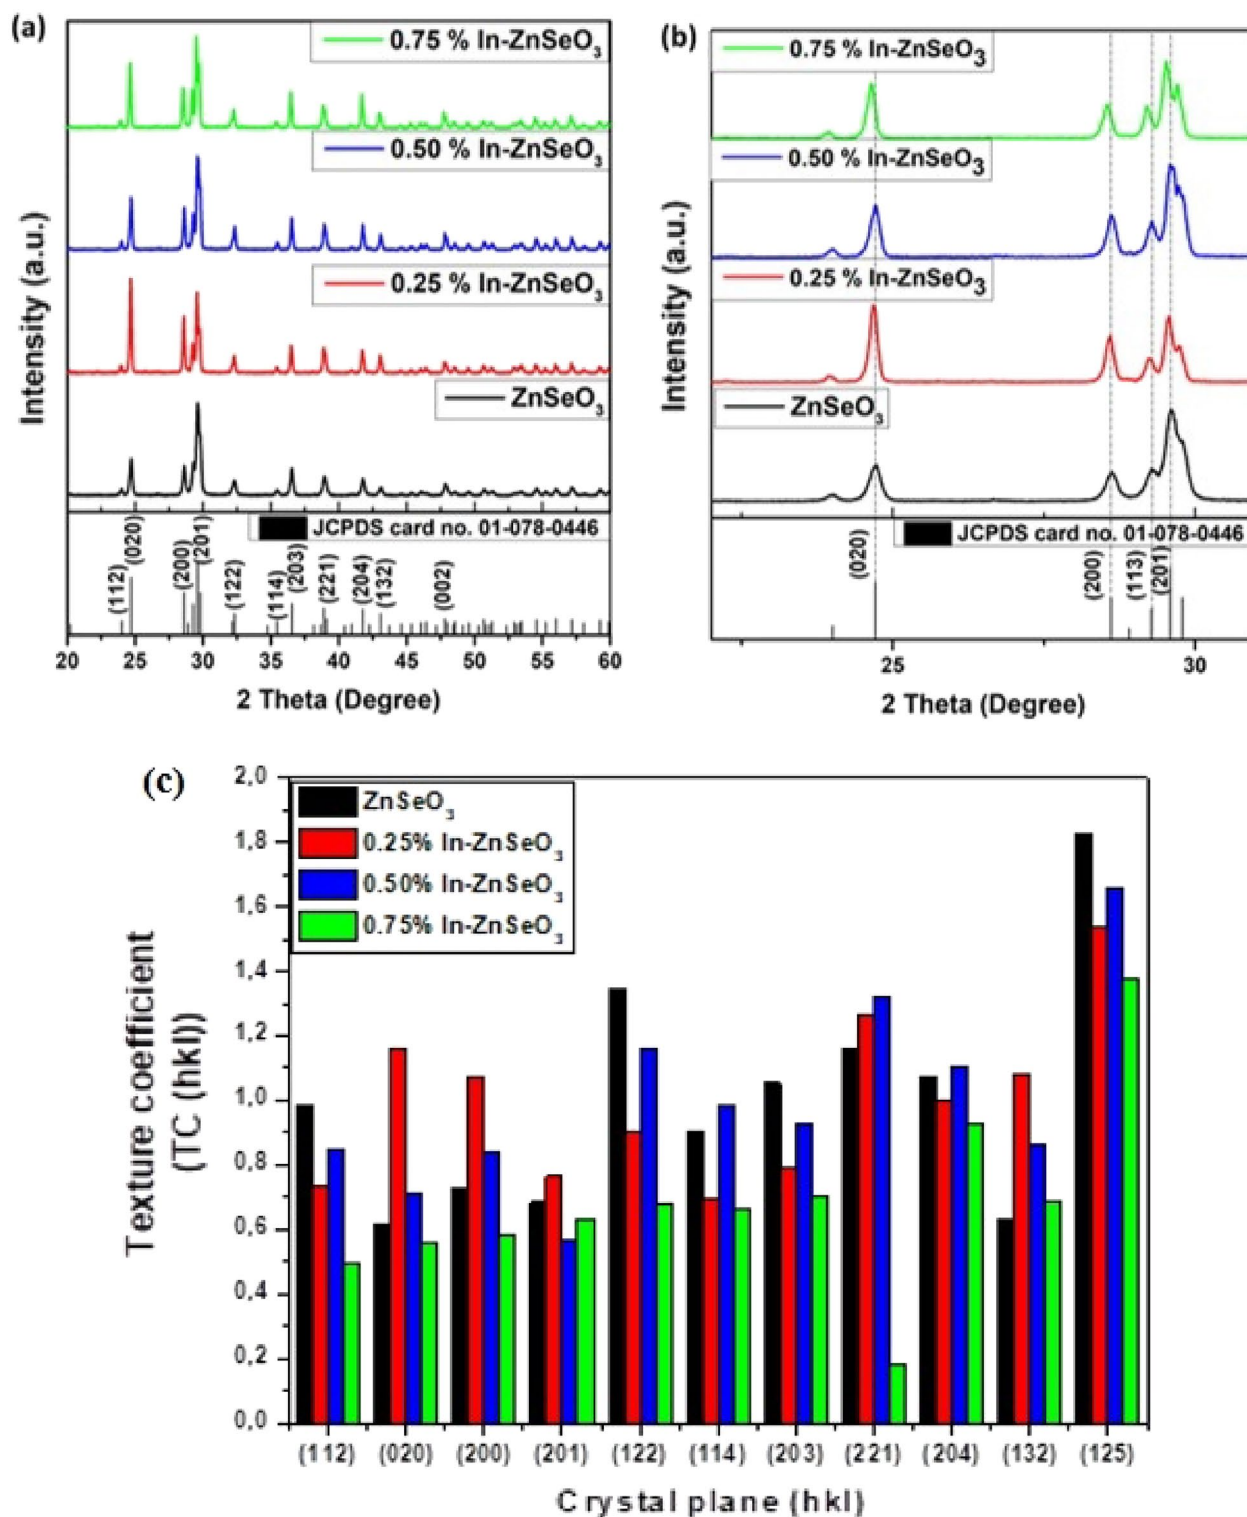 (a)
0.75 % In-ZnSeO3
0.50 % In-ZnSeO3
0.25 % In-ZnSeO3
ZnSeO3
Intensity (a.u.)
JCPDS card no. 01-078-0446
(112) (020) (200) (201) (122) (114) (203) (221) (204) (132) (002)
20 25 30 35 40 45 50 55 60
2 Theta (Degree)
(b)
0.75 % In-ZnSeO3
0.50 % In-ZnSeO3
0.25 % In-ZnSeO3
ZnSeO3
Intensity (a.u.)
JCPDS card no. 01-078-0446
(020) (200) (113) (201)
25 30
2 Theta (Degree)
(c)
ZnSeO3
0.25% In-ZnSeO3
0.50% In-ZnSeO3
0.75% In-ZnSeO3
2,0
1,8
1,6
1,4
1,2
1,0
0,8
0,6
0,4
0,2
0,0
Texture coefficient
(TC (hkl))
(112) (020) (200) (201) (122) (114) (203) (221) (204) (132) (125)
Crystal plane (hkl)